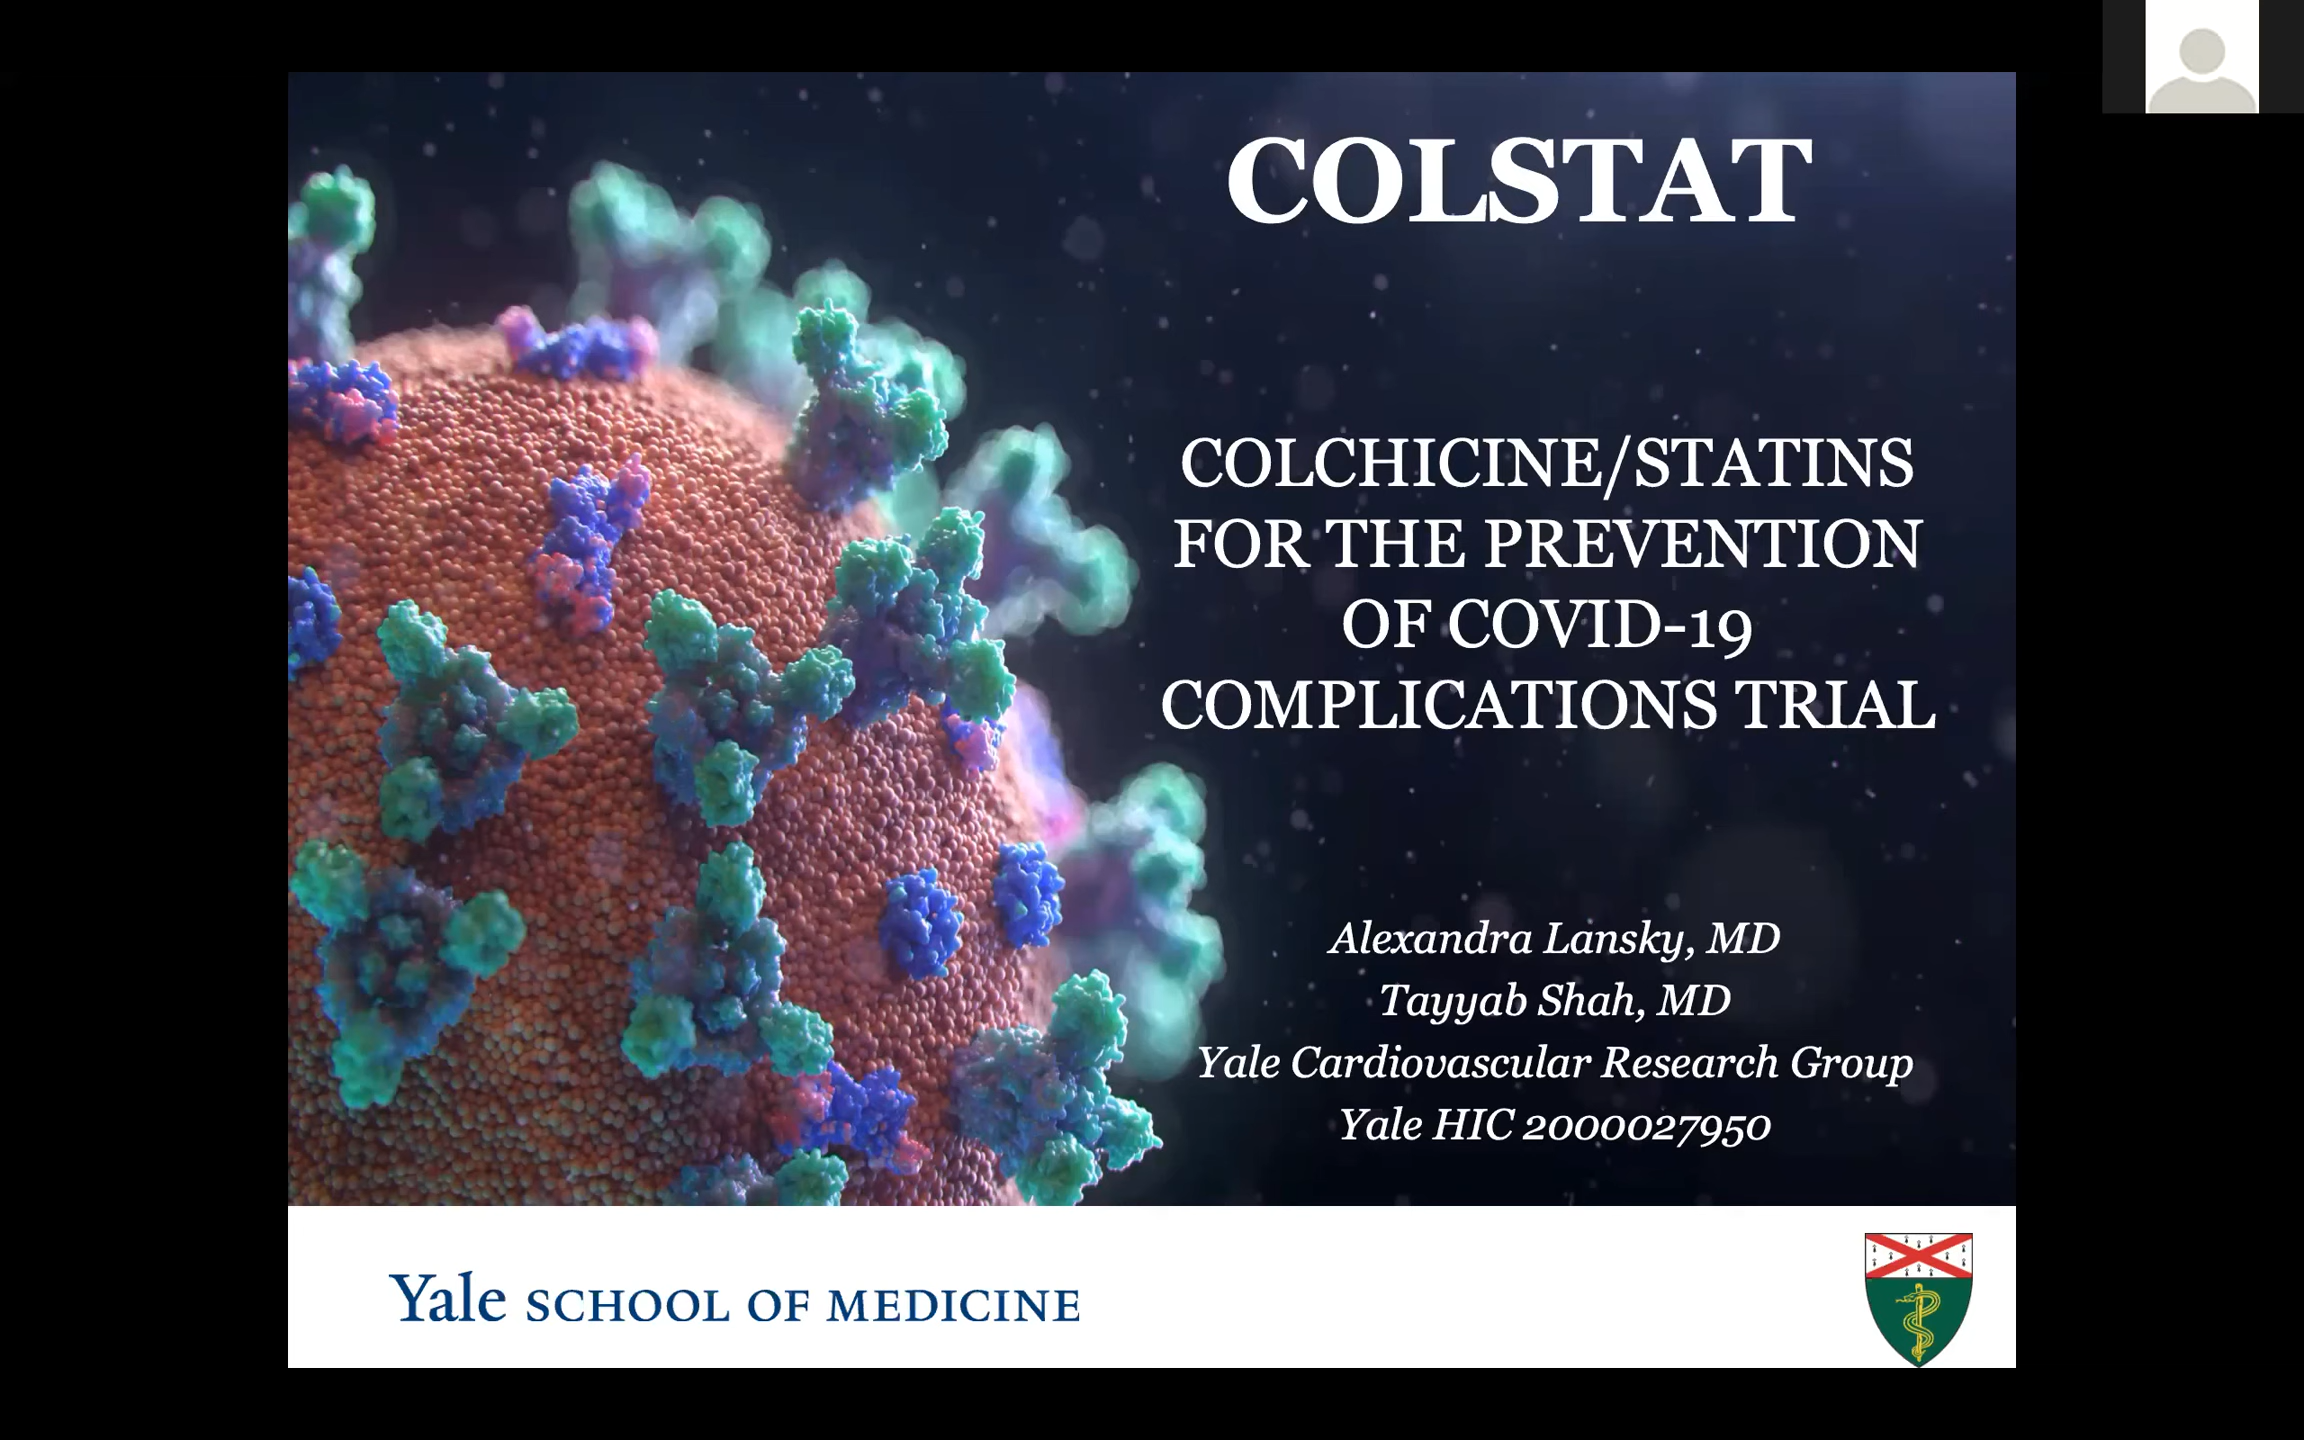 COLSTAT
COLCHICINE/STATINS
FOR THE PREVENTION
OF COVID-19
COMPLICATIONS TRIAL
Alexandra Lansky, MD
Tayyab Shah, MD
Yale Cardiovascular Research Group
Yale HIC 2000027950
Yale SCHOOL OF MEDICINE